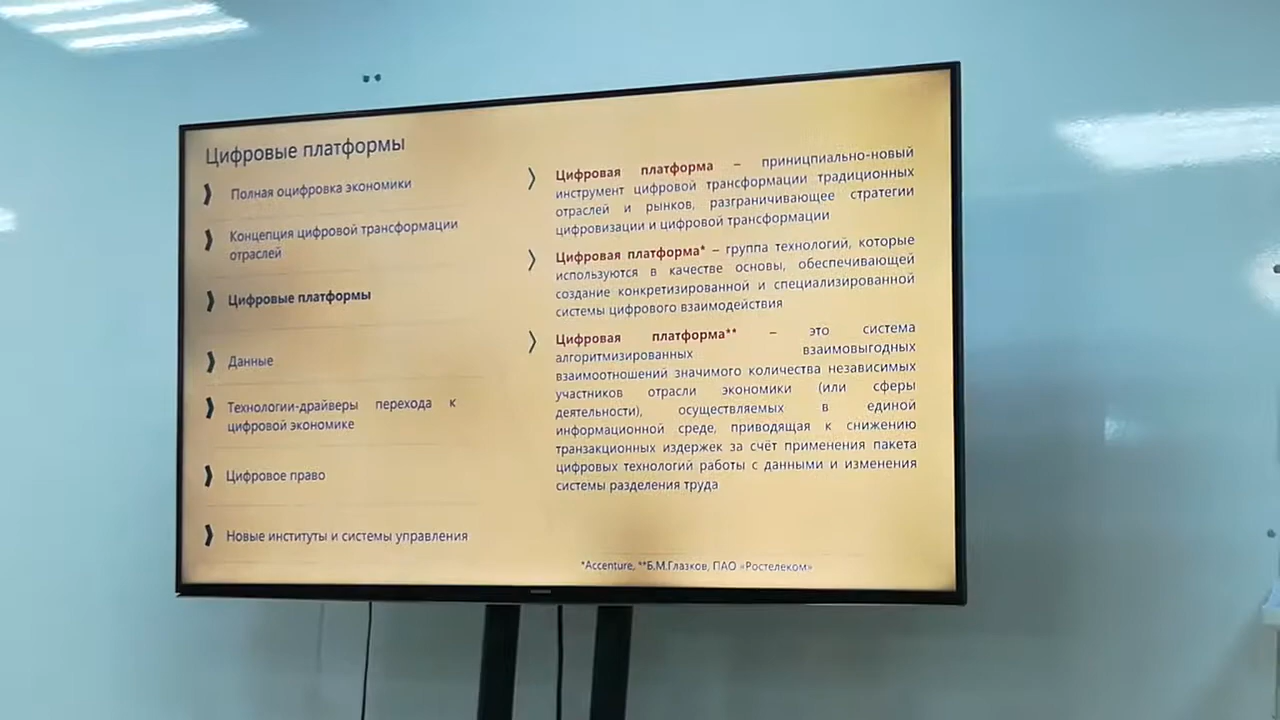 Цифровые платформы
Полная оцифровка экономики
Концепция цифровой трансформации
отраслей
Цифровые платформы
Данные
Технологии-драйверы перехода к
цифровой экономике
Цифровое право
Новые институты и системы управления
Цифровая платформа – приницпиально-новый
инструмент цифровой трансформации традиционных
отраслей и рынков, разграничивающее стратегии
цифровизации и цифровой трансформации
Цифровая платформа* – группа технологий, которые
используются в качестве основы, обеспечивающей
создание конкретизированной и специализированной
системы цифрового взаимодействия
Цифровая платформа** – это система
алгоритмизированных взаимовыгодных
взаимоотношений значимого количества независимых
участников отрасли экономики (или сферы
деятельности), осуществляемых в единой
информационной среде, приводящая к снижению
транзакционных издержек за счёт применения пакета
цифровых технологий работы с данными и изменения
системы разделения труда
*Accenture, **Б.М.Глазков, ПАО «Ростелеком»